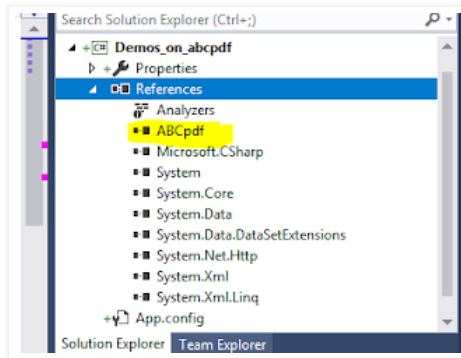 Search Solution Explorer (Ctrl+;)
Demos_on_abcpdf
Properties
References
Analyzers
ABCpdf
Microsoft.CSharp
System
System.Core
System.Data
System.Data.DataSetExtensions
System.Net.Http
System.Xml
System.Xml.Linq
App.config
Solution Explorer Team Explorer